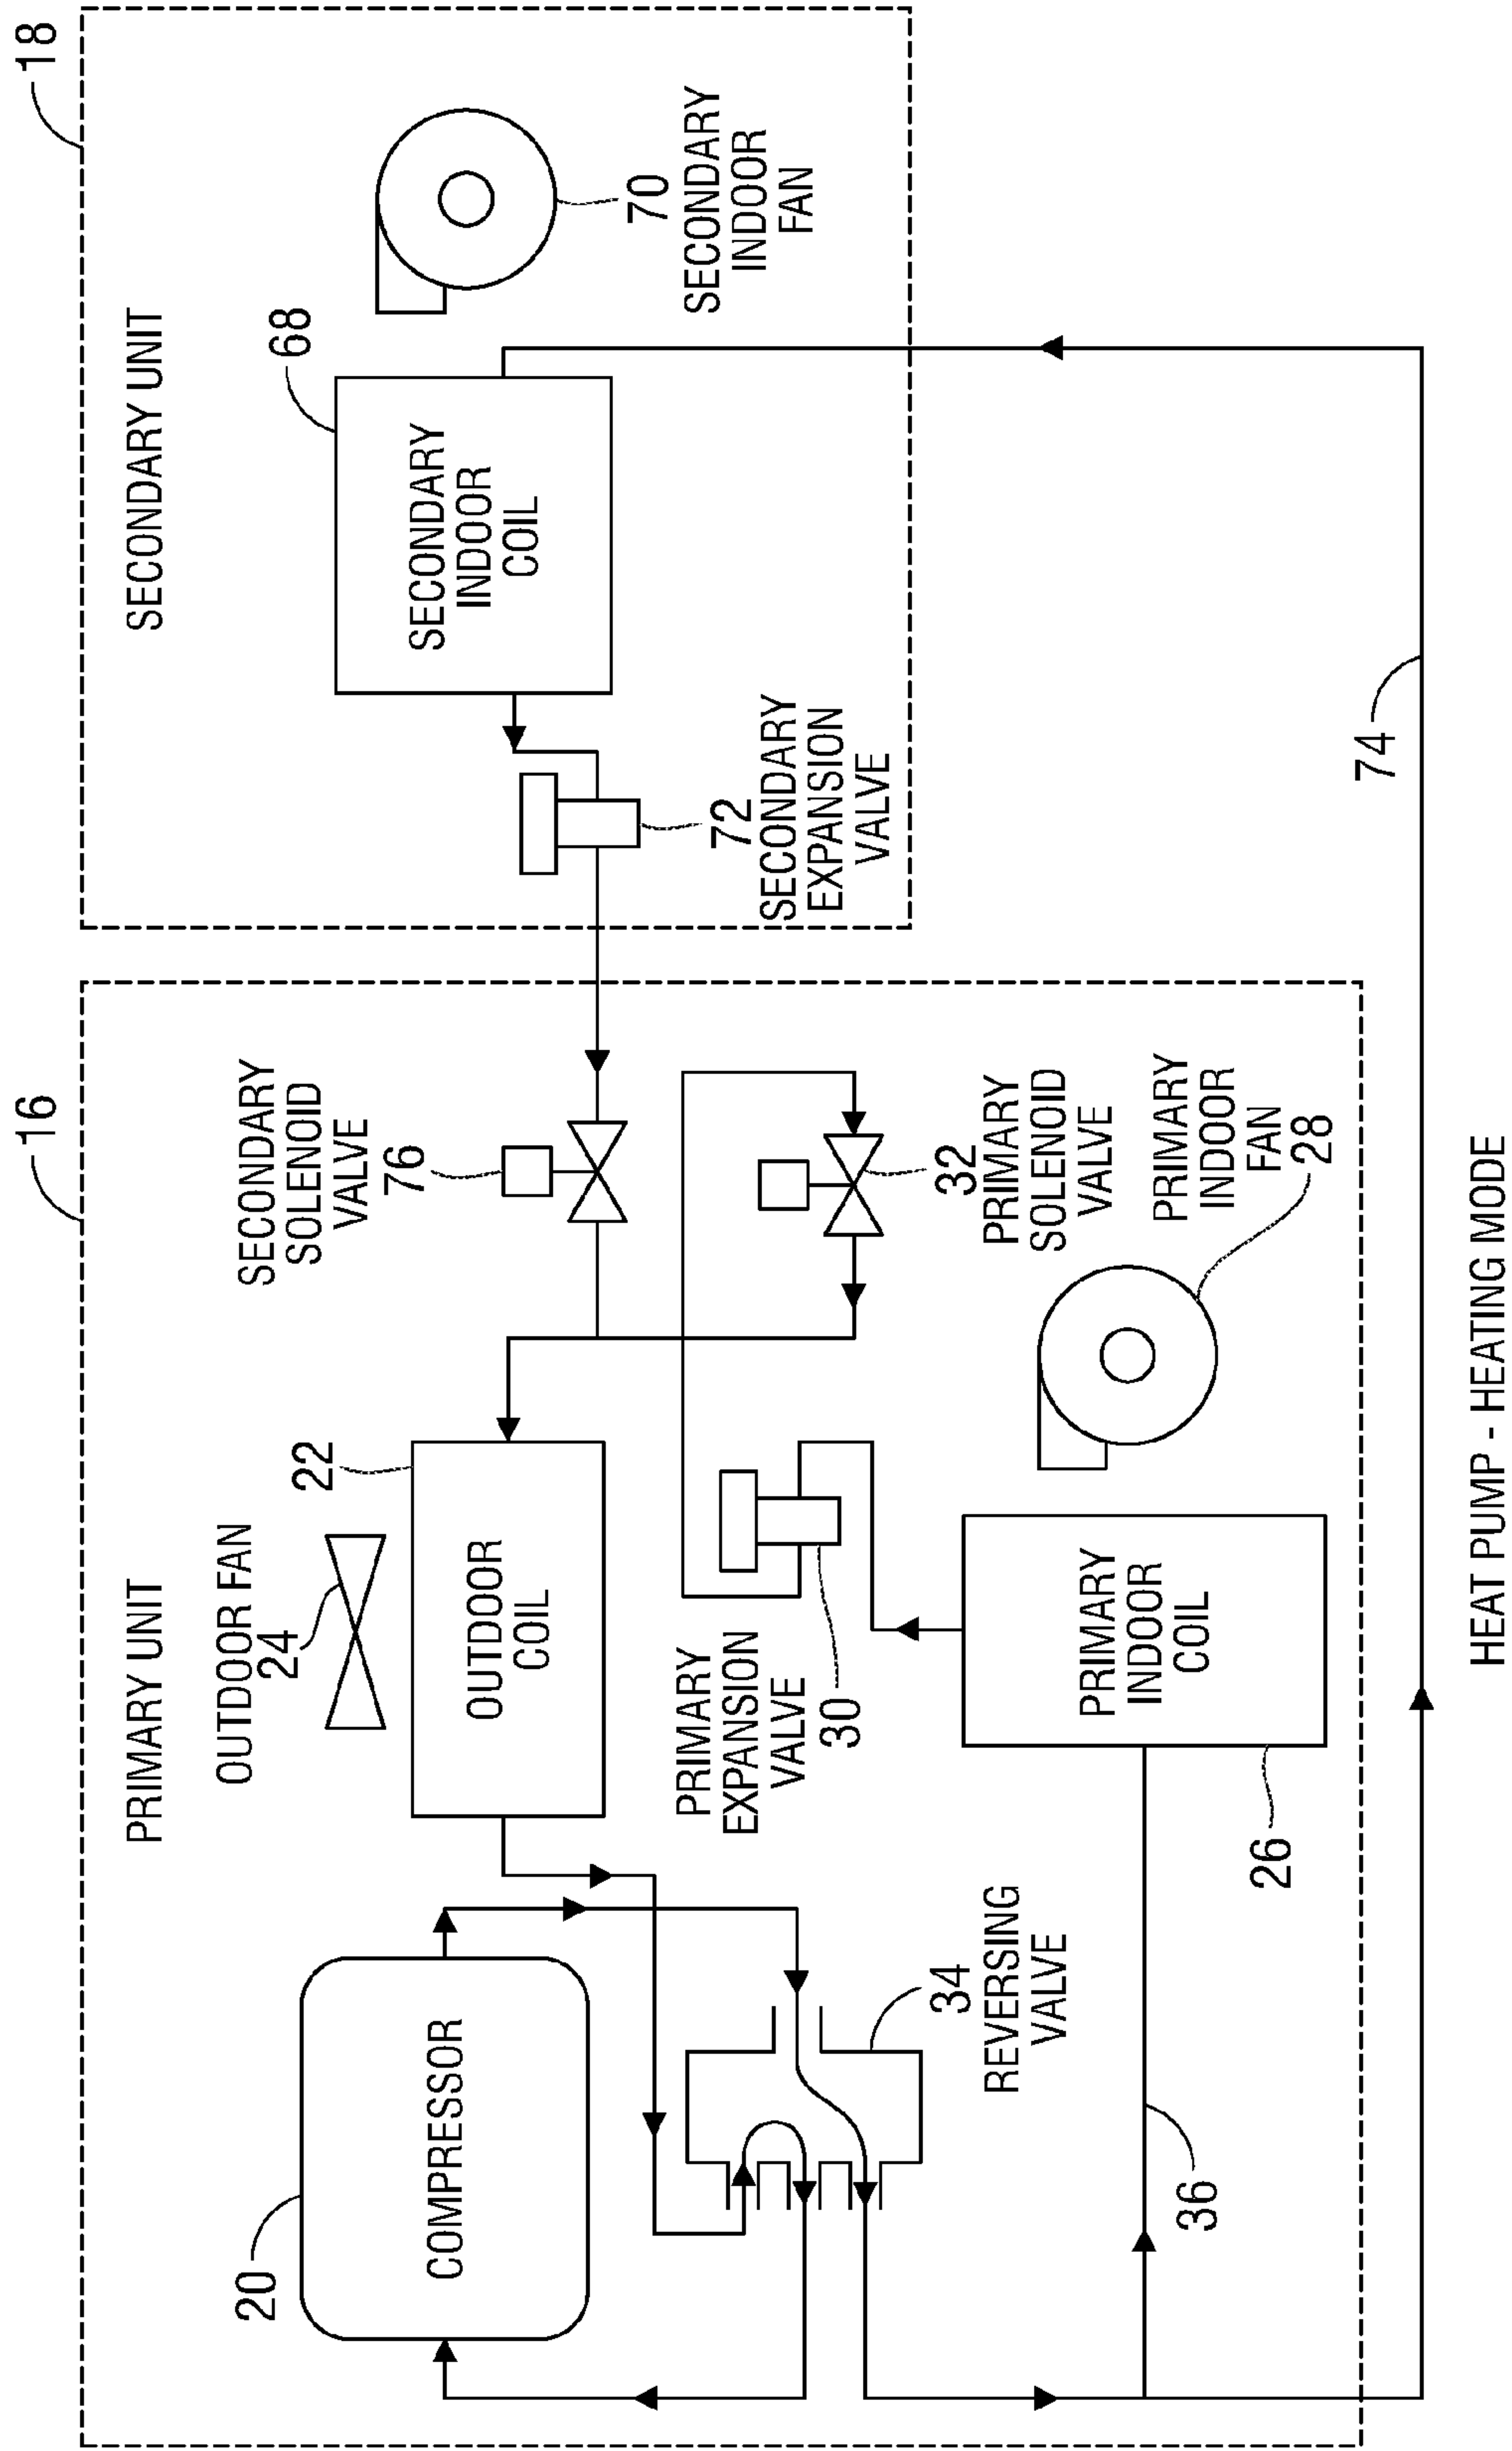 16
18
PRIMARY UNIT
SECONDARY UNIT
20
COMPRESSOR
OUTDOOR FAN
24
22
OUTDOOR
COIL
SECONDARY
SOLENOID
VALVE
76
68
SECONDARY
INDOOR
COIL
70
SECONDARY
INDOOR
FAN
72
SECONDARY
EXPANSION
VALVE
PRIMARY
EXPANSION
VALVE
30
32
PRIMARY
SOLENOID
VALVE
34
REVERSING
VALVE
PRIMARY
INDOOR
COIL
26
PRIMARY
INDOOR
FAN
28
36
74
HEAT PUMP - HEATING MODE